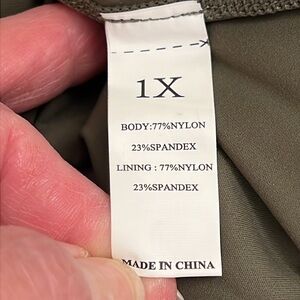 1X
BODY:77%NYLON
23%SPANDEX
LINING : 77%NYLON
23%SPANDEX
MADE IN CHINA